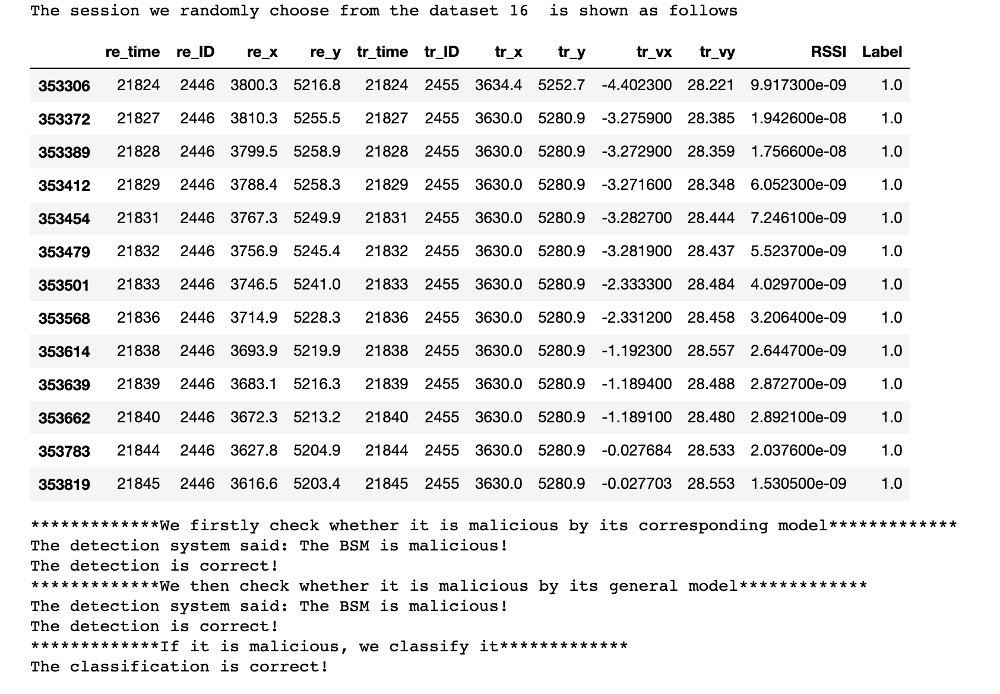 The session we randomly choose from the dataset 16  is shown as follows
re_time re_ID re_x re_y tr_time tr_ID tr_x tr_y tr_vx tr_vy RSSI Label
353306 21824 2446 3800.3 5216.8 21824 2455 3634.4 5252.7 -4.402300 28.221 9.917300e-09 1.0
353372 21827 2446 3810.3 5255.5 21827 2455 3630.0 5280.9 -3.275900 28.385 1.942600e-08 1.0
353389 21828 2446 3799.5 5258.9 21828 2455 3630.0 5280.9 -3.272900 28.359 1.756600e-08 1.0
353412 21829 2446 3788.4 5258.3 21829 2455 3630.0 5280.9 -3.271600 28.348 6.052300e-09 1.0
353454 21831 2446 3767.3 5249.9 21831 2455 3630.0 5280.9 -3.282700 28.444 7.246100e-09 1.0
353479 21832 2446 3756.9 5245.4 21832 2455 3630.0 5280.9 -3.281900 28.437 5.523700e-09 1.0
353501 21833 2446 3746.5 5241.0 21833 2455 3630.0 5280.9 -2.333300 28.484 4.029700e-09 1.0
353568 21836 2446 3714.9 5228.3 21836 2455 3630.0 5280.9 -2.331200 28.458 3.206400e-09 1.0
353614 21838 2446 3693.9 5219.9 21838 2455 3630.0 5280.9 -1.192300 28.557 2.644700e-09 1.0
353639 21839 2446 3683.1 5216.3 21839 2455 3630.0 5280.9 -1.189400 28.488 2.872700e-09 1.0
353662 21840 2446 3672.3 5213.2 21840 2455 3630.0 5280.9 -1.189100 28.480 2.892100e-09 1.0
353783 21844 2446 3627.8 5204.9 21844 2455 3630.0 5280.9 -0.027684 28.533 2.037600e-09 1.0
353819 21845 2446 3616.6 5203.4 21845 2455 3630.0 5280.9 -0.027703 28.553 1.530500e-09 1.0
*************We firstly check whether it is malicious by its corresponding model*************
The detection system said: The BSM is malicious!
The detection is correct!
*************We then check whether it is malicious by its general model*************
The detection system said: The BSM is malicious!
The detection is correct!
*************If it is malicious, we classify it*************
The classification is correct!